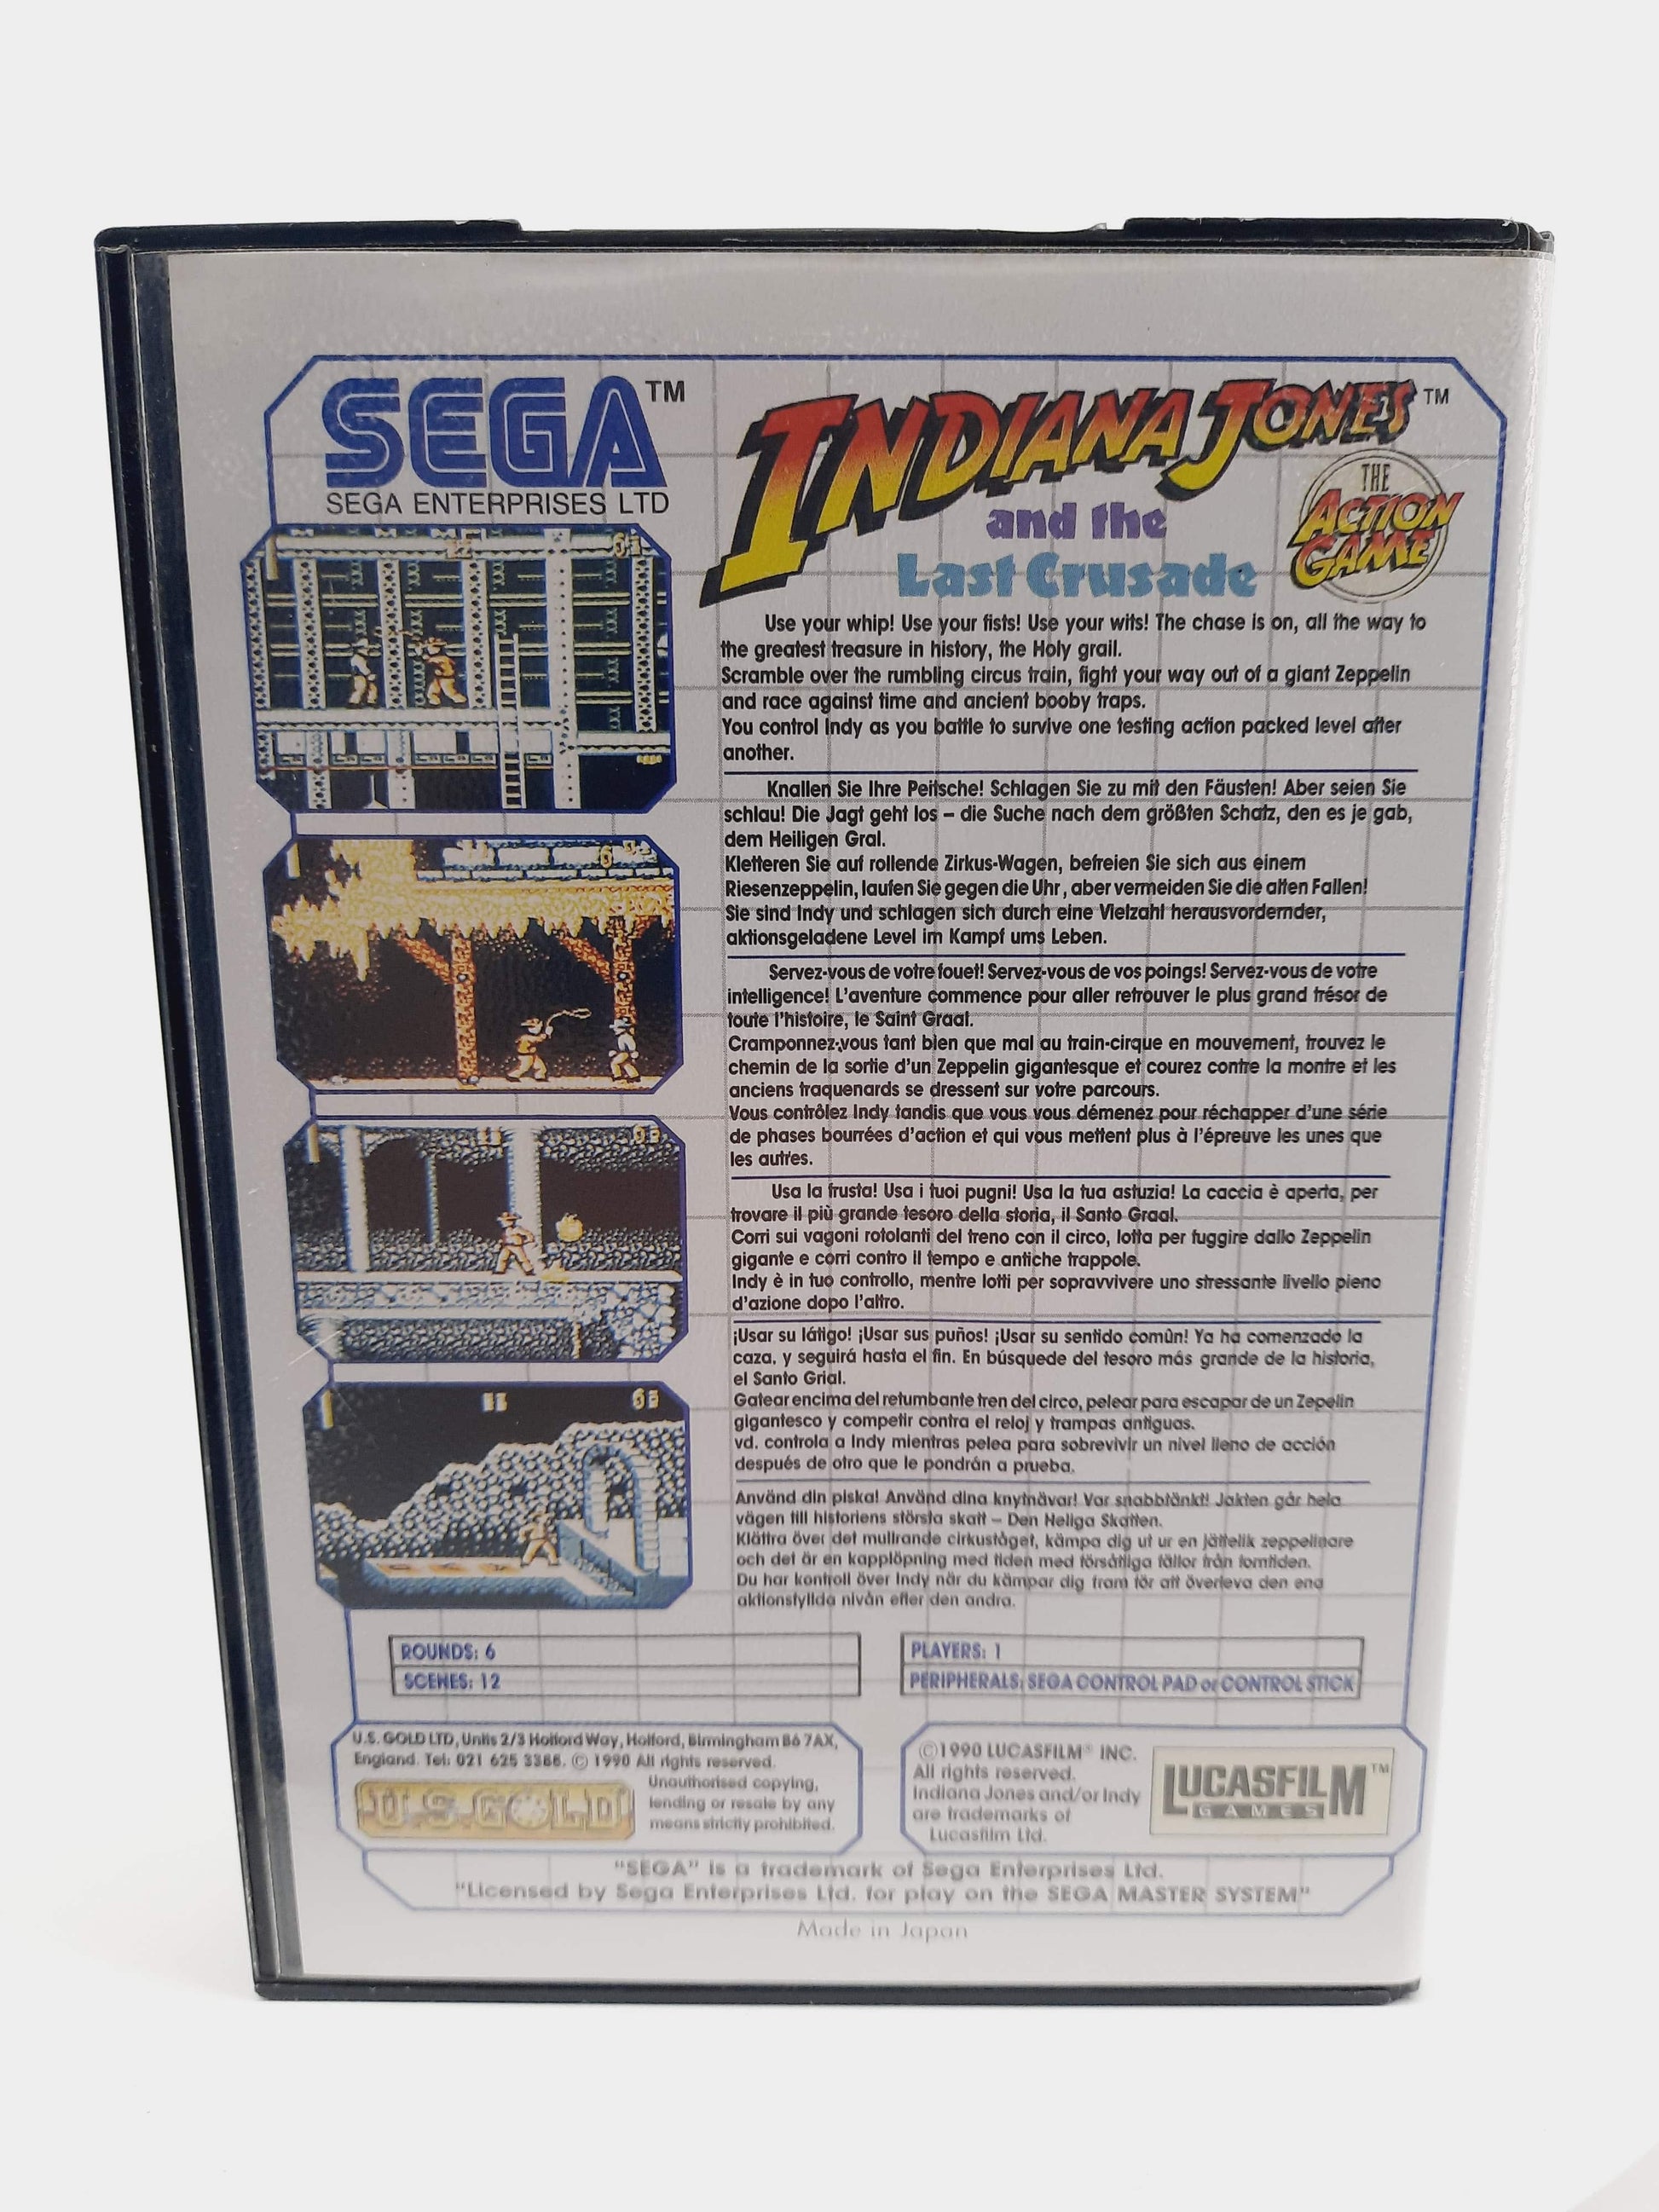 SEGA™
SEGA ENTERPRISES LTD
INDIANA JONES™
and the
Last Crusade
THE
ACTION
GAME
Use your whip! Use your fists! Use your wits! The chase is on, all the way to
the greatest treasure in history, the Holy grail.
Scramble over the rumbling circus train, fight your way out of a giant Zeppelin
and race against time and ancient booby traps.
You control Indy as you battle to survive one testing action packed level after
another.
Knallen Sie Ihre Peitsche! Schlagen Sie zu mit den Fäusten! Aber seien Sie
schlau! Die Jagt geht los – die Suche nach dem größten Schatz, den es je gab,
dem Heiligen Gral.
Kletteren Sie auf rollende Zirkus-Wagen, befreien Sie sich aus einem
Riesenzeppelin, laufen Sie gegen die Uhr, aber vermeiden Sie die alten Fallen!
Sie sind Indy und schlagen sich durch eine Vielzahl herausvordernder,
aktionsgeladene Level im Kampf ums Leben.
Servez-vous de votre fouet! Servez-vous de vos poings! Servez-vous de votre
intelligence! L'aventure commence pour aller retrouver le plus grand trésor de
toute l'histoire, le Saint Graal.
Cramponnez-vous tant bien que mal au train-cirque en mouvement, trouvez le
chemin de la sortie d'un Zeppelin gigantesque et courez contre la montre et les
anciens traquenards se dressent sur votre parcours.
Vous contrôlez Indy tandis que vous vous démenez pour réchapper d'une série
de phases bourrées d'action et qui vous mettent plus à l'épreuve les unes que
les autres.
Usa la frusta! Usa i tuoi pugni! Usa la tua astuzia! La caccia è aperta, per
trovare il più grande tesoro della storia, il Santo Graal.
Corri sui vagoni rotolanti del treno con il circo, lotta per fuggire dallo Zeppelin
gigante e corri contro il tempo e antiche trappole.
Indy è in tuo controllo, mentre lotti per sopravvivere uno stressante livello pieno
d'azione dopo l'altro.
¡Usar su látigo! ¡Usar sus puños! ¡Usar su sentido comûn! Ya ha comenzado la
caza, y seguirá hasta el fin. En búsquede del tesoro más grande de la historia,
el Santo Grial.
Gatear encima del retumbante tren del circo, pelear para escapar de un Zepelin
gigantesco y competir contra el reloj y trampas antiguas.
vd. controla a Indy mientras pelea para sobrevivir un nivel lleno de acción
después de otro que le pondrán a prueba.
Använd din piska! Använd dina knytnävar! Var snabbtänkt! Jakten går hela
vägen till historiens största skatt – Den Heliga Skatten.
Klättra över det mullrande cirkuståget, kämpa dig ut ur en jättelik zeppelinare
och det är en kapplöpning med tiden med försåtliga fällor från forntiden.
Du har kontroll över Indy när du kämpar dig fram för att överleva den ena
aktionsfyllda nivån efter den andra.
ROUNDS: 6
SCENES: 12
PLAYERS: 1
PERIPHERALS: SEGA CONTROL PAD or CONTROL STICK
U.S. GOLD LTD, Units 2/3 Holford Way, Holford, Birmingham B6 7AX,
England. Tel: 021 625 3388. © 1990 All rights reserved.
U.S. GOLD
Unauthorised copying,
lending or resale by any
means strictly prohibited.
©1990 LUCASFILM® INC.
All rights reserved.
Indiana Jones and/or Indy
are trademarks of
Lucasfilm Ltd.
LUCASFILM™
GAMES
"SEGA" is a trademark of Sega Enterprises Ltd.
"Licensed by Sega Enterprises Ltd. for play on the SEGA MASTER SYSTEM"
Made in Japan